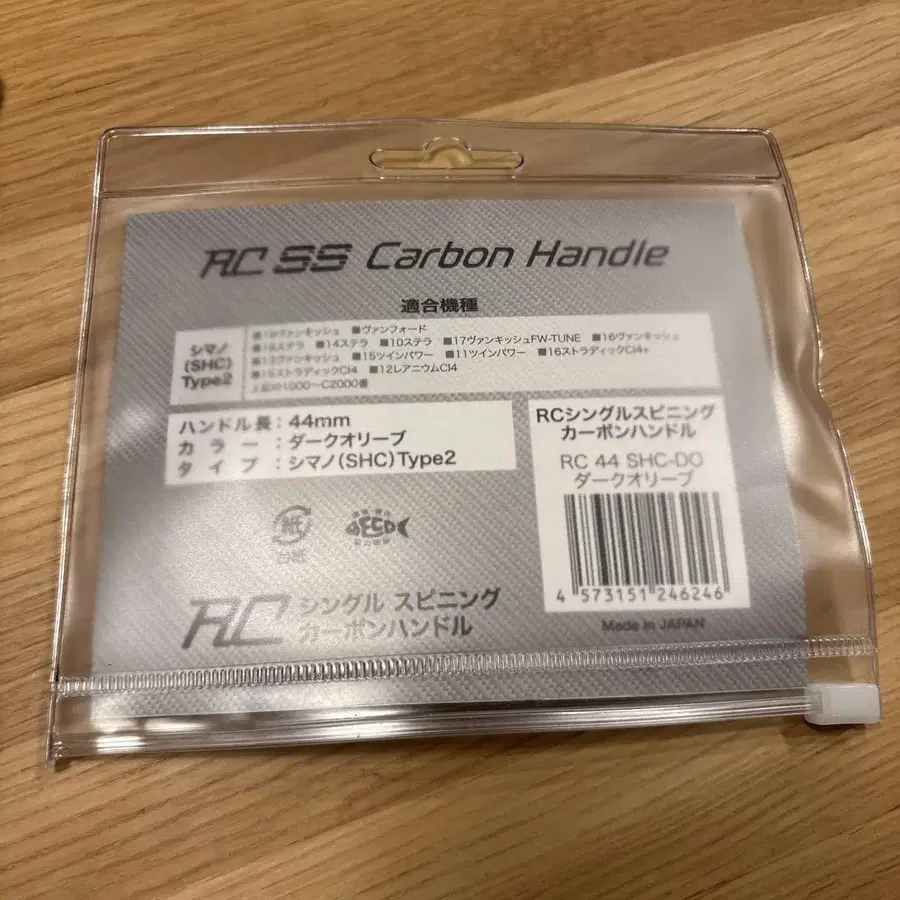 RC SS Carbon Handle
適合機種
シマノ
(SHC)
Type2
ヴァンキッシュ ■ヴァンフォード
ステラ ■14ステラ ■10ステラ ■17ヴァンキッシュFW-TUNE ■16ヴァンキッシュ
■13ヴァンキッシュ ■15ツインパワー ■11ツインパワー ■16ストラディックCI4+
ストラディックCI4 ■12レアニウムCI4
上記の1000〜C2000番
ハンドル長：44mm
カラー：ダークオリーブ
タイプ：シマノ(SHC)Type2
RCシングルスピニング
カーボンハンドル
RC 44 SHC-DO
ダークオリーブ
4 573151 246246
Made in JAPAN
紙
台紙
ECO
RC シングル スピニング
カーボンハンドル